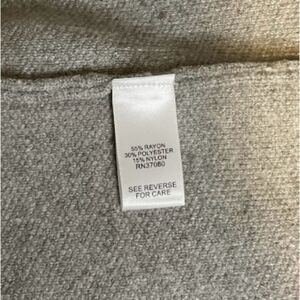 55% RAYON
30% POLYESTER
15% NYLON
RN37080
SEE REVERSE
FOR CARE